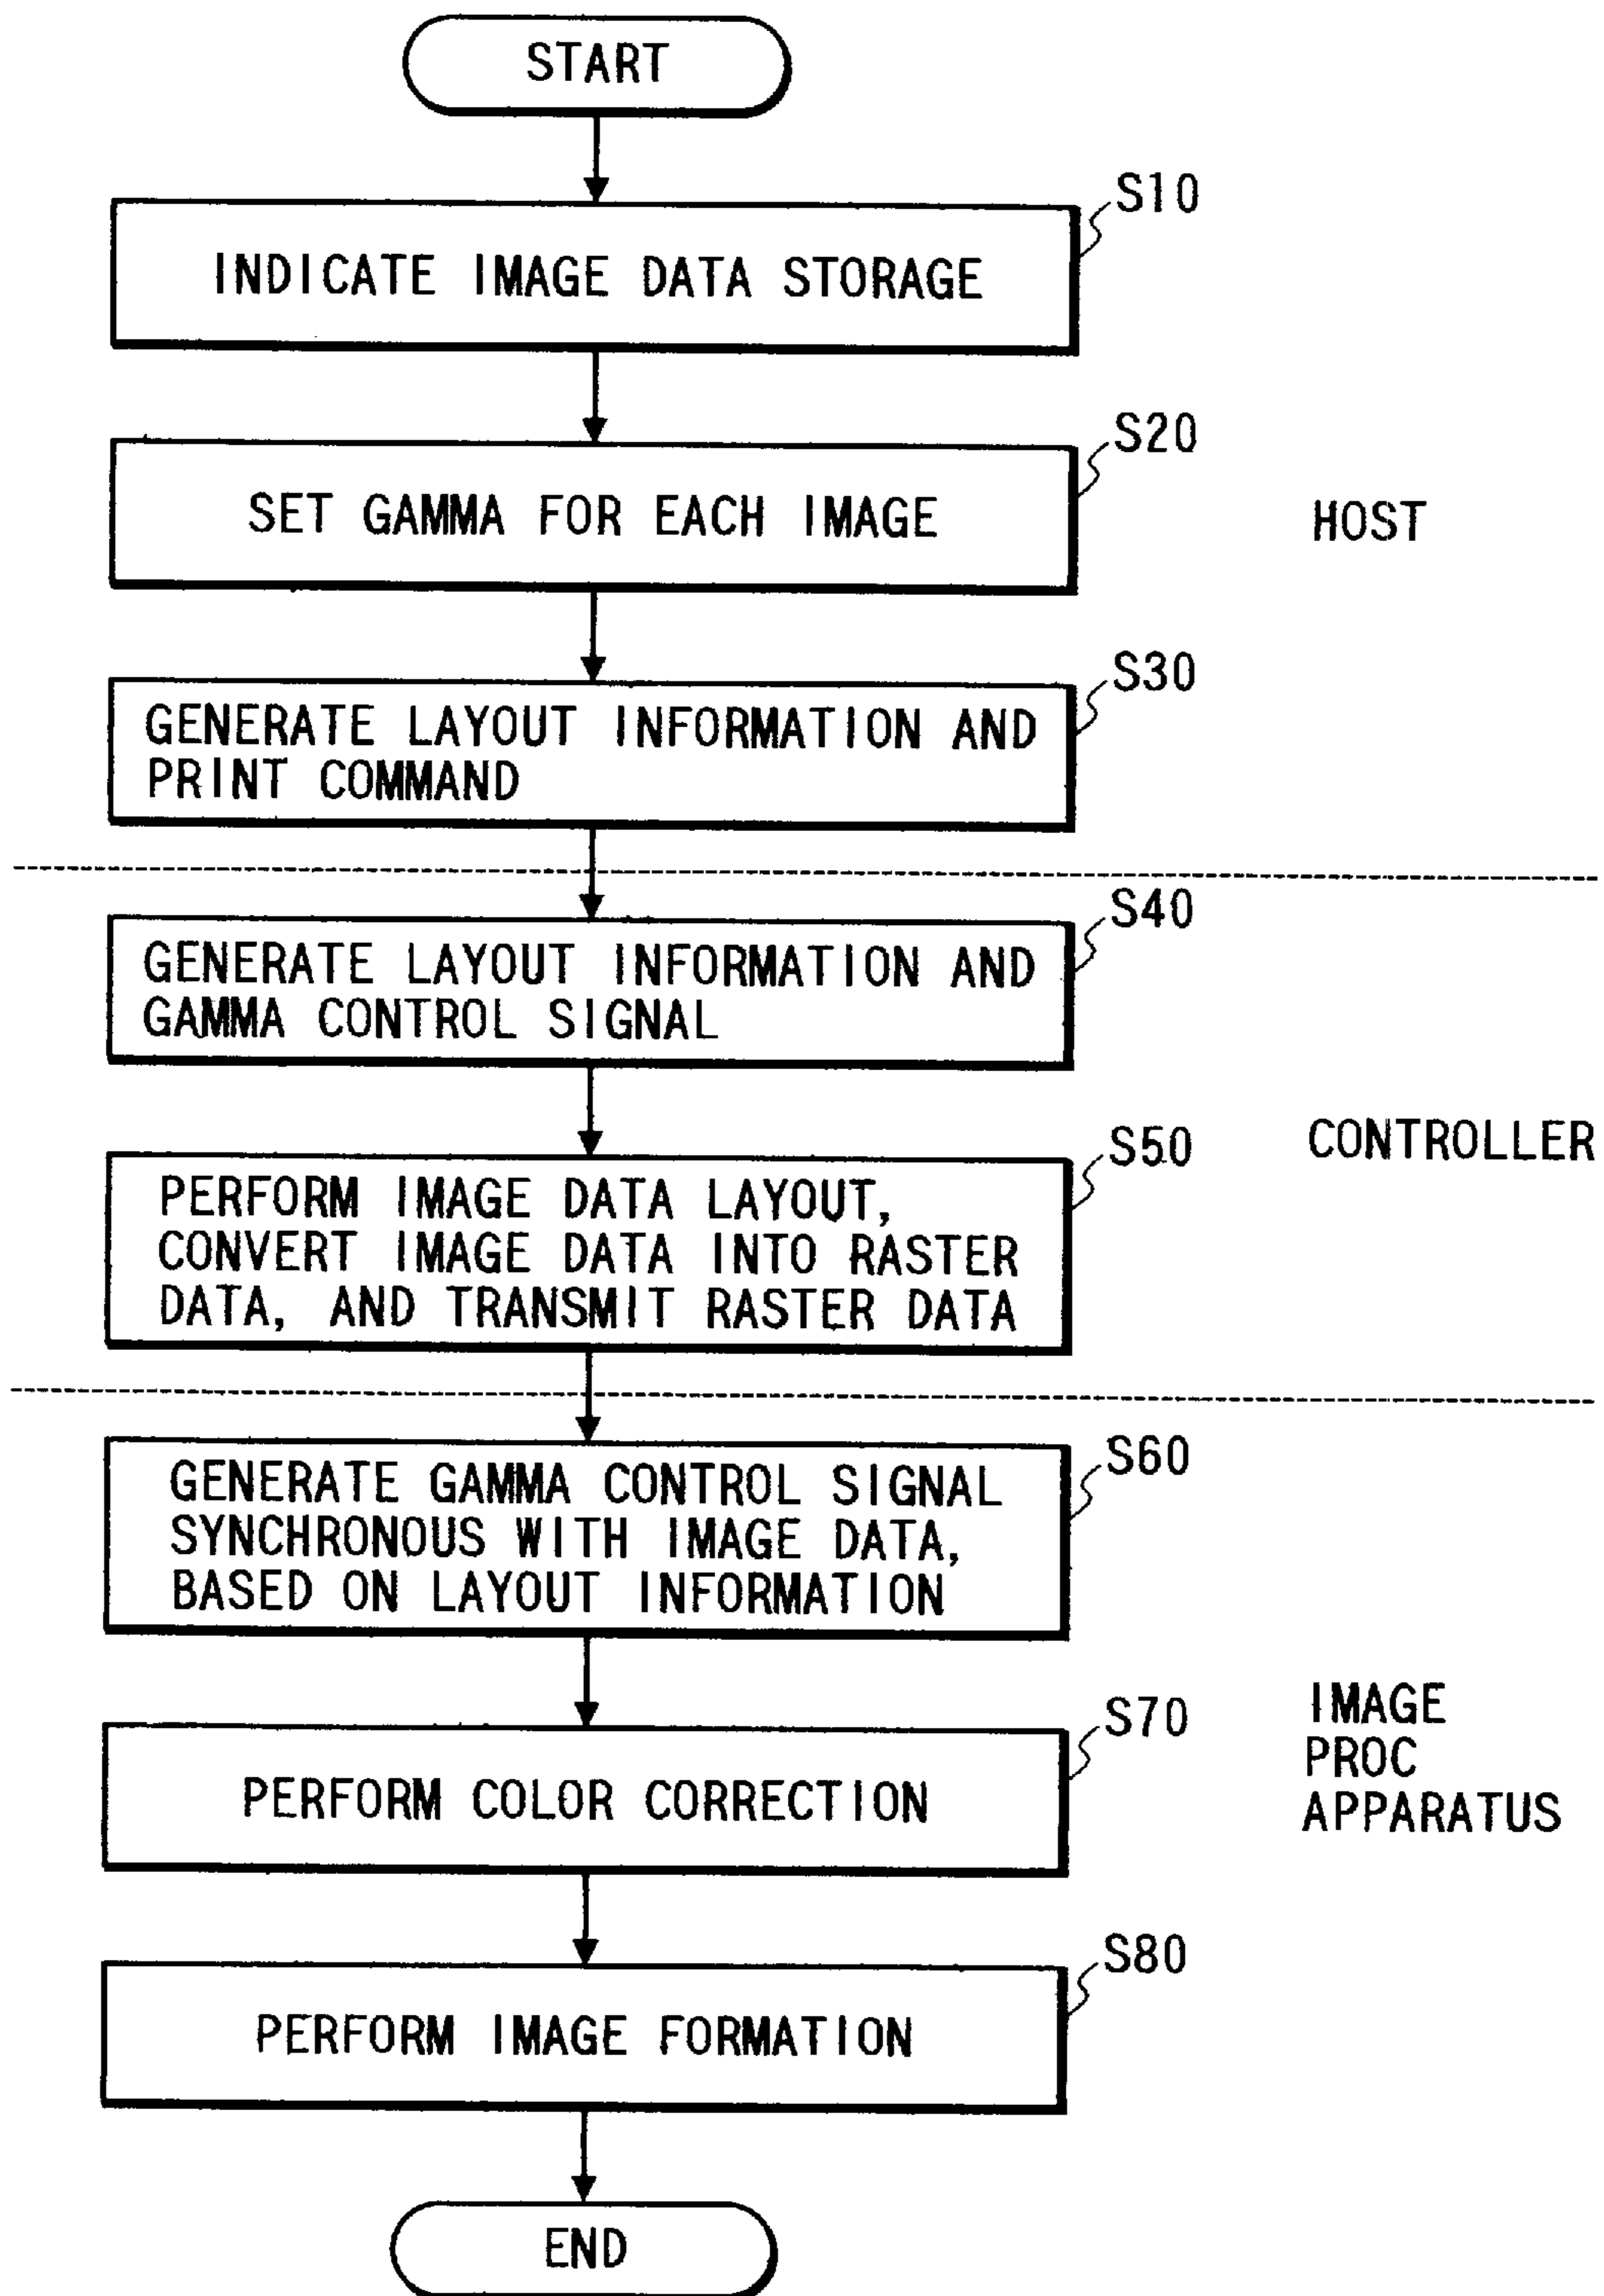 START
S10
INDICATE IMAGE DATA STORAGE
S20
SET GAMMA FOR EACH IMAGE
HOST
S30
GENERATE LAYOUT INFORMATION AND
PRINT COMMAND
S40
GENERATE LAYOUT INFORMATION AND
GAMMA CONTROL SIGNAL
S50
CONTROLLER
PERFORM IMAGE DATA LAYOUT,
CONVERT IMAGE DATA INTO RASTER
DATA, AND TRANSMIT RASTER DATA
S60
GENERATE GAMMA CONTROL SIGNAL
SYNCHRONOUS WITH IMAGE DATA,
BASED ON LAYOUT INFORMATION
S70
PERFORM COLOR CORRECTION
IMAGE
PROC
APPARATUS
S80
PERFORM IMAGE FORMATION
END